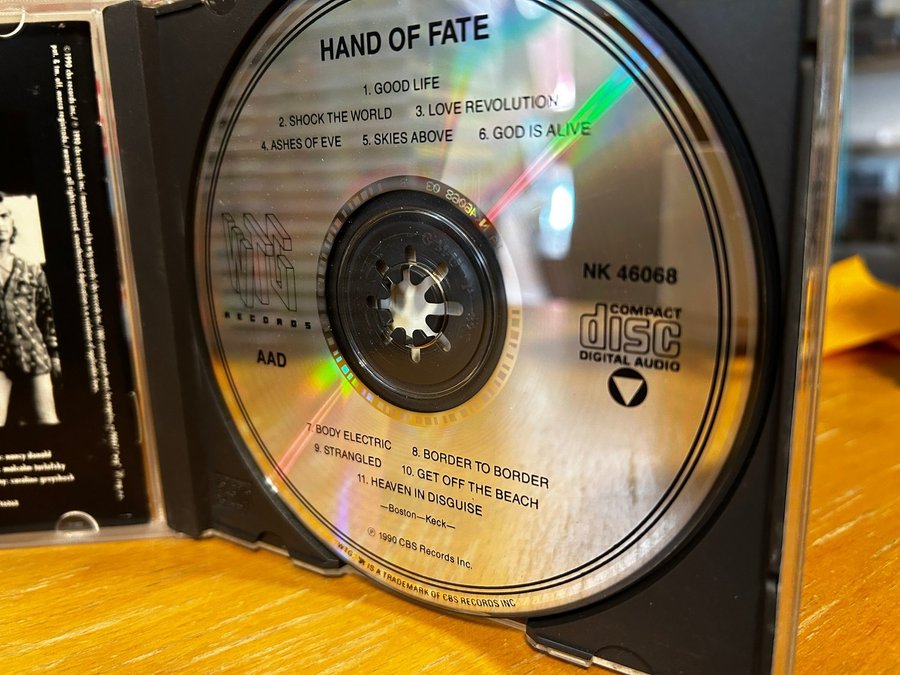 HAND OF FATE
1. GOOD LIFE
2. SHOCK THE WORLD 3. LOVE REVOLUTION
4. ASHES OF EVE 5. SKIES ABOVE 6. GOD IS ALIVE
WTG
RECORDS
AAD
NK 46068
COMPACT
disc
DIGITAL AUDIO
7. BODY ELECTRIC 8. BORDER TO BORDER
9. STRANGLED 10. GET OFF THE BEACH
11. HEAVEN IN DISGUISE
—Boston—Keck—
℗ 1990 CBS Records Inc.
IS A TRADEMARK OF CBS RECORDS INC
nancy donald